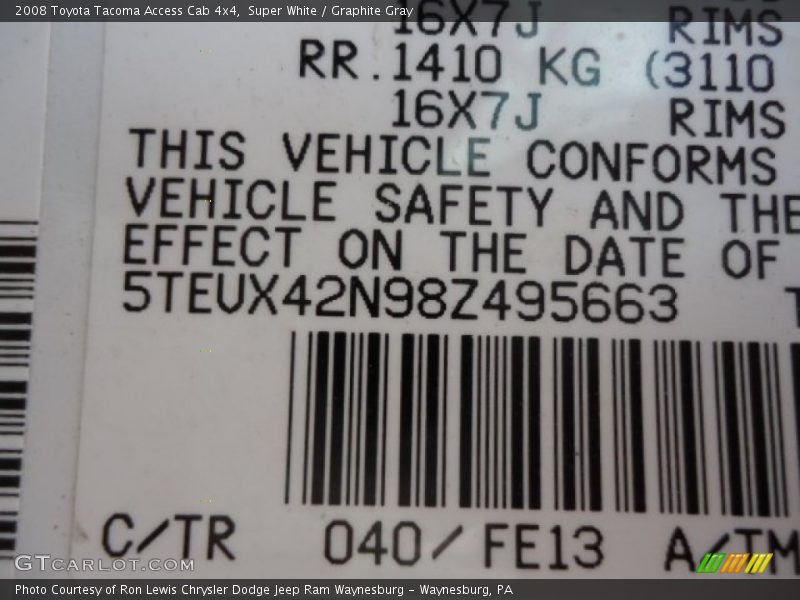 2008 Toyota Tacoma Access Cab 4x4, Super White / Graphite Gray
16X7J RIMS
RR.1410 KG (3110
16X7J RIMS
THIS VEHICLE CONFORMS
VEHICLE SAFETY AND THE
EFFECT ON THE DATE OF
5TEUX42N98Z495663
C/TR 040/FE13 A/TM
GTCARLOT.COM
Photo Courtesy of Ron Lewis Chrysler Dodge Jeep Ram Waynesburg - Waynesburg, PA